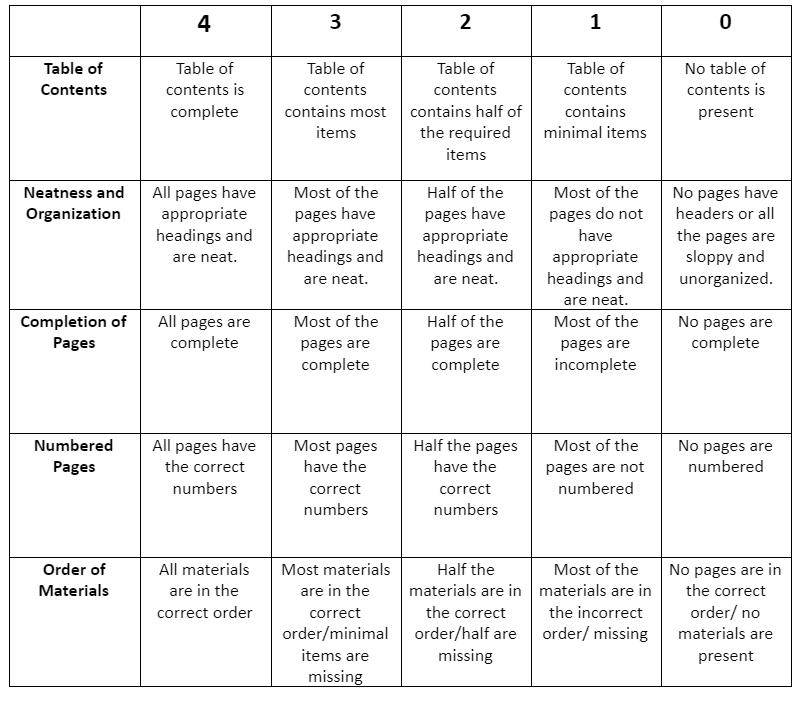 4 3 2 1 0
Table of
Contents
Table of
contents is
complete
Table of
contents
contains most
items
Table of
contents
contains half of
the required
items
Table of
contents
contains
minimal items
No table of
contents is
present
Neatness and
Organization
All pages have
appropriate
headings and
are neat.
Most of the
pages have
appropriate
headings and
are neat.
Half of the
pages have
appropriate
headings and
are neat.
Most of the
pages do not
have
appropriate
headings and
are neat.
No pages have
headers or all
the pages are
sloppy and
unorganized.
Completion of
Pages
All pages are
complete
Most of the
pages are
complete
Half of the
pages are
complete
Most of the
pages are
incomplete
No pages are
complete
Numbered
Pages
All pages have
the correct
numbers
Most pages
have the
correct
numbers
Half the pages
have the
correct
numbers
Most of the
pages are not
numbered
No pages are
numbered
Order of
Materials
All materials
are in the
correct order
Most materials
are in the
correct
order/minimal
items are
missing
Half the
materials are in
the correct
order/half are
missing
Most of the
materials are in
the incorrect
order/ missing
No pages are in
the correct
order/ no
materials are
present